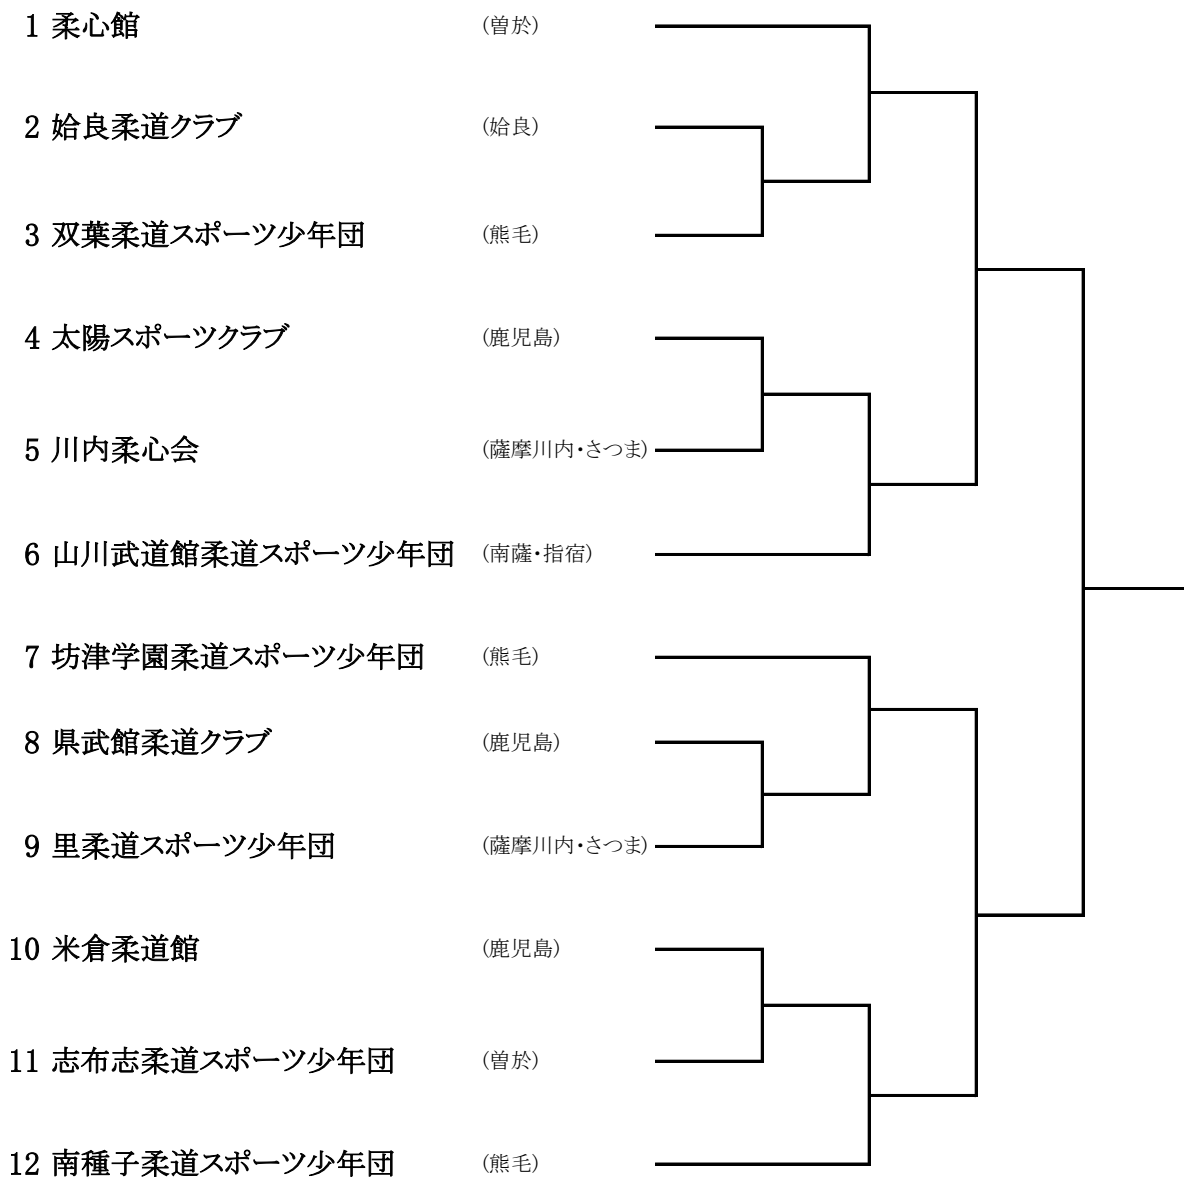 1 柔心館 (曽於)
2 姶良柔道クラブ (姶良)
3 双葉柔道スポーツ少年団 (熊毛)
4 太陽スポーツクラブ (鹿児島)
5 川内柔心会 (薩摩川内・さつま)
6 山川武道館柔道スポーツ少年団 (南薩・指宿)
7 坊津学園柔道スポーツ少年団 (熊毛)
8 県武館柔道クラブ (鹿児島)
9 里柔道スポーツ少年団 (薩摩川内・さつま)
10 米倉柔道館 (鹿児島)
11 志布志柔道スポーツ少年団 (曽於)
12 南種子柔道スポーツ少年団 (熊毛)